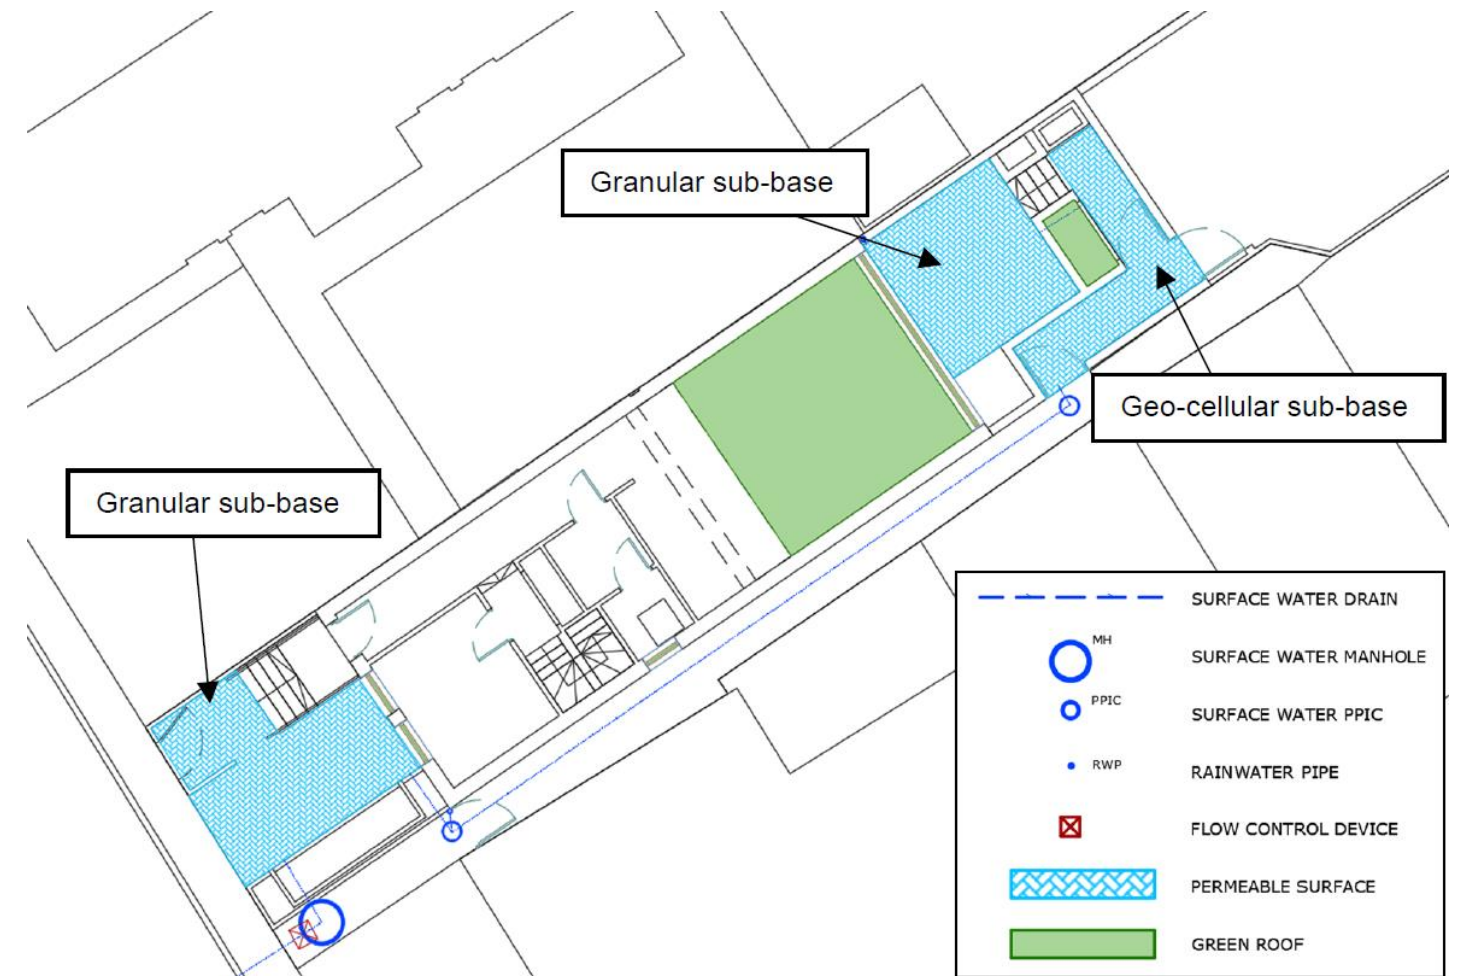 Granular sub-base
Geo-cellular sub-base
Granular sub-base
SURFACE WATER DRAIN
MH
SURFACE WATER MANHOLE
PPIC
SURFACE WATER PPIC
RWP
RAINWATER PIPE
FLOW CONTROL DEVICE
PERMEABLE SURFACE
GREEN ROOF